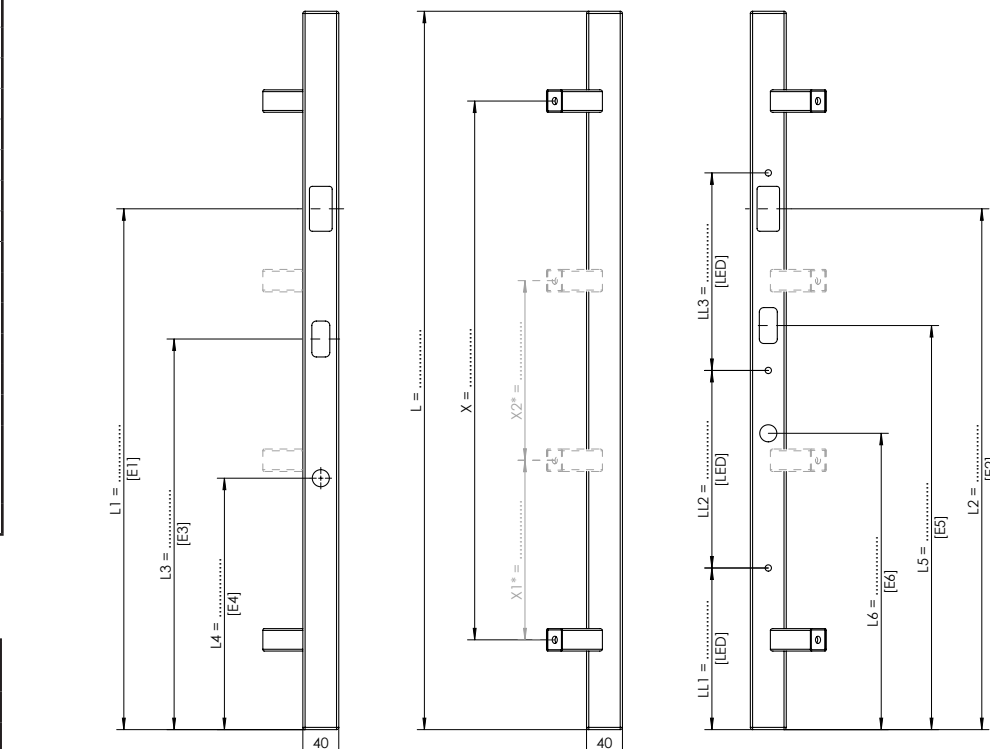 L1 = ....................
[E1]
L3 = ....................
[E3]
L4 = ....................
[E4]
40
L = ....................
X = ....................
X2* = ....................
X1* = ....................
40
LL3 = ....................
[LED]
LL2 = ....................
[LED]
LL1 = ....................
[LED]
L6 = ....................
[E6]
L5 = ....................
[E5]
L2 = ....................